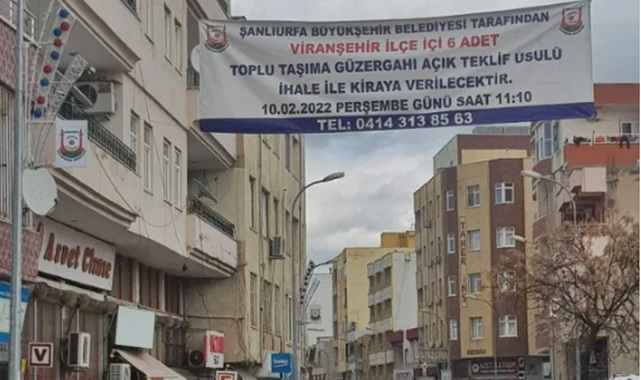 ŞANLIURFA BÜYÜKŞEHİR BELEDİYESİ TARAFINDAN
VİRANŞEHİR İLÇE İÇİ 6 ADET
TOPLU TAŞIMA GÜZERGAHI AÇIK TEKLİF USULÜ
İHALE İLE KİRAYA VERİLECEKTİR.
10.02.2022 PERŞEMBE GÜNÜ SAAT 11:10
TEL: 0414 313 85 63
Asvet Clinic
V
V